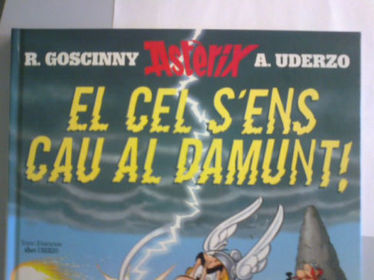 R. GOSCINNY Asterix A. UDERZO
EL CEL S'ENS
CAU AL DAMUNT!